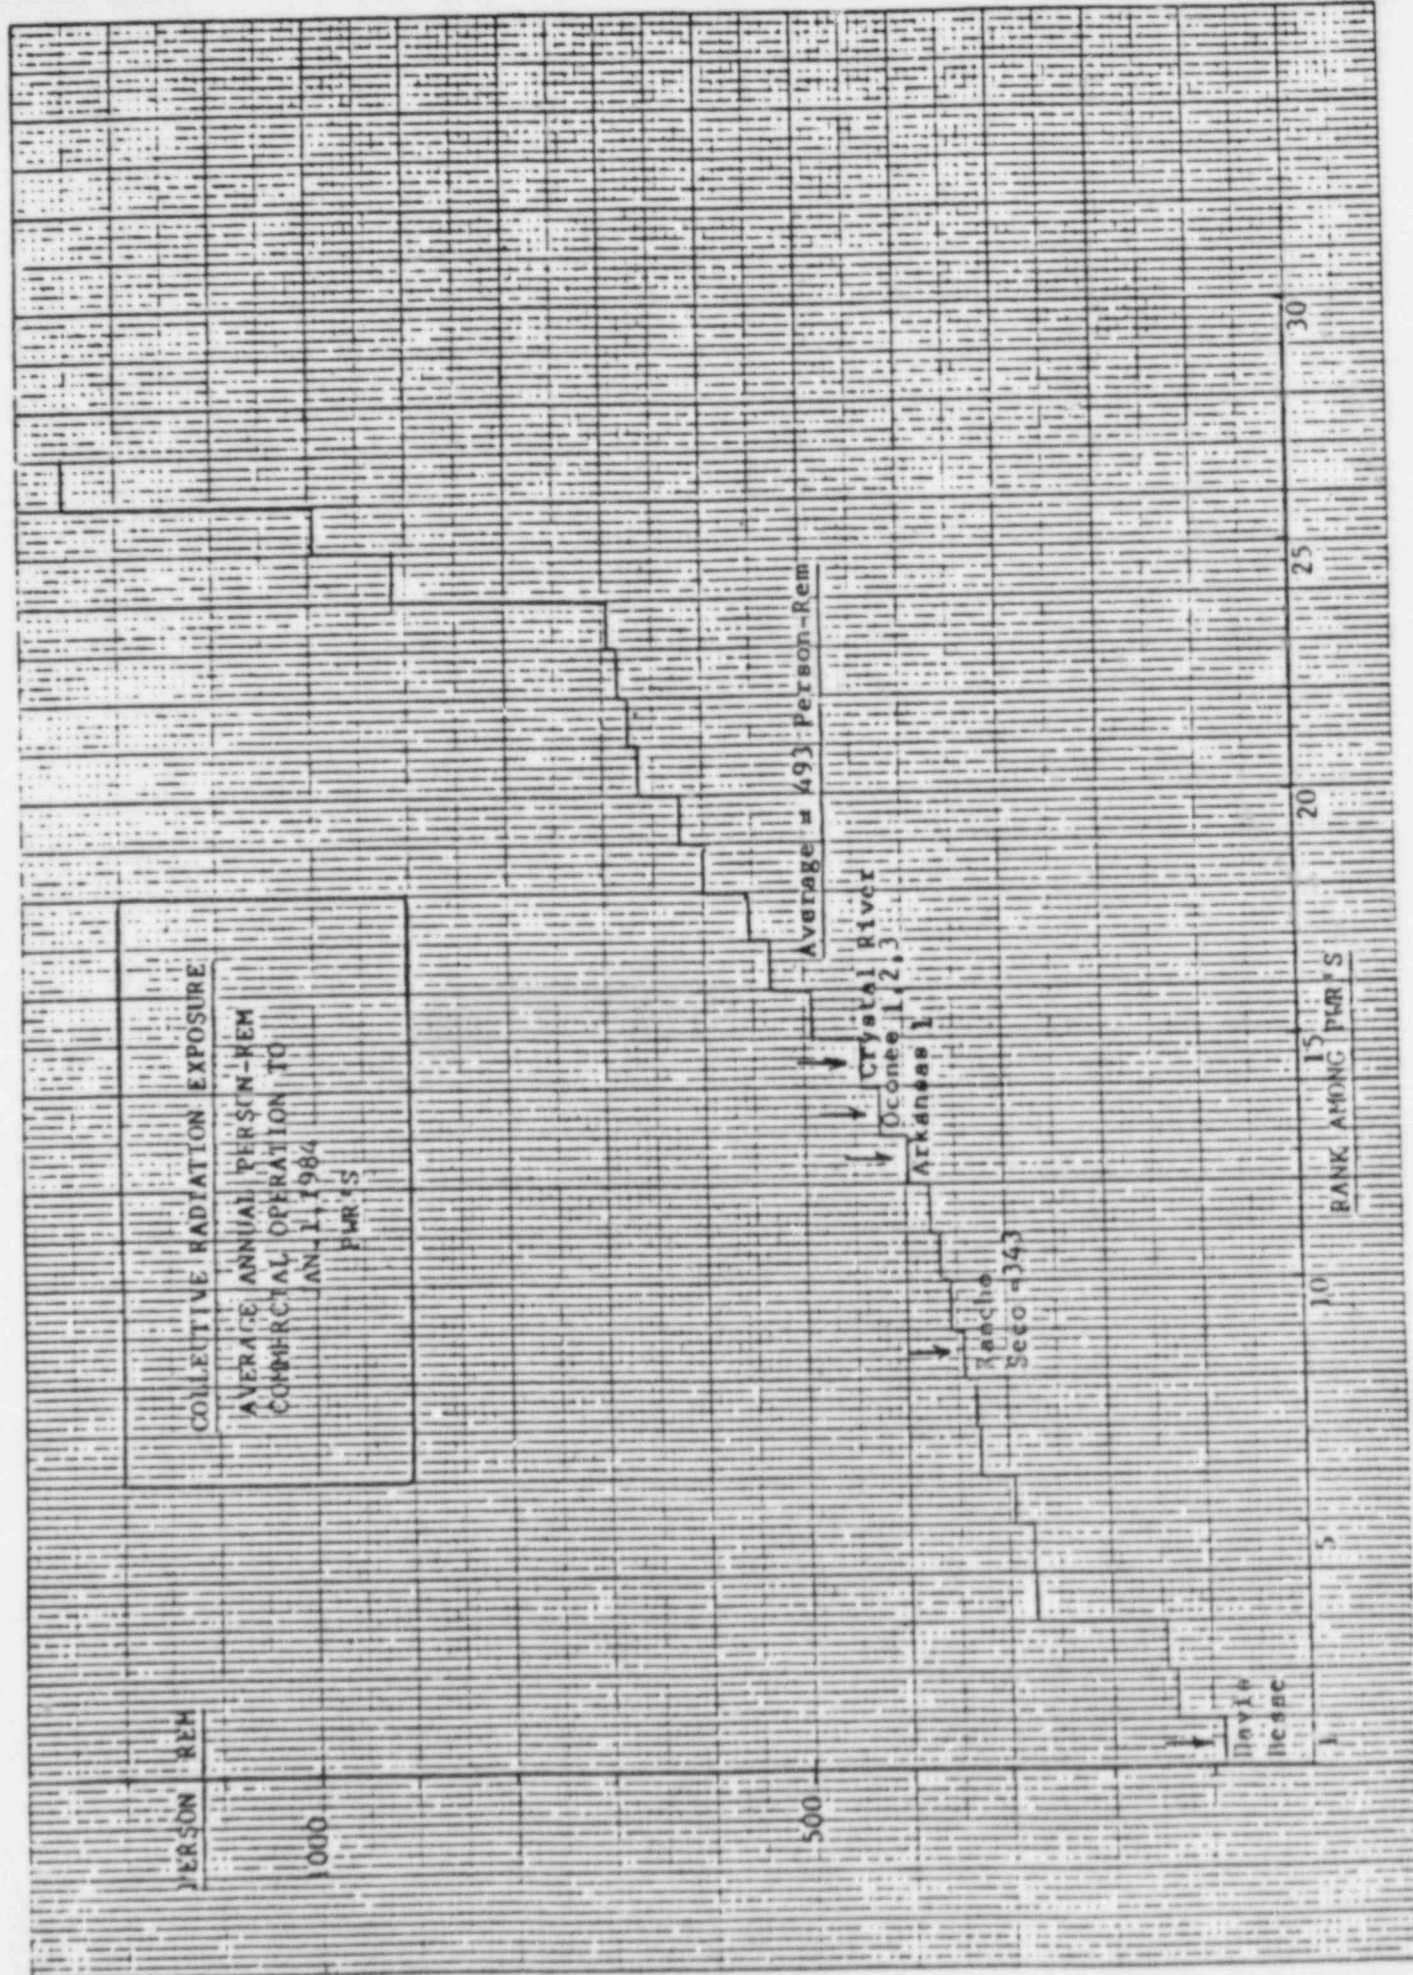 PERSON REM
1000
500
COLLECTIVE RADIATION EXPOSURE
AVERAGE ANNUAL PERSON-REM
COMMERCIAL OPERATION TO
JAN. 1, 1984
PWR'S
Average = 493 Person-Rem
Crystal River
Oconee 1,2,3
Arkansas 1
Rancho
Seco =343
Davis
Besse
1
5
10
15
20
25
30
RANK AMONG PWR'S